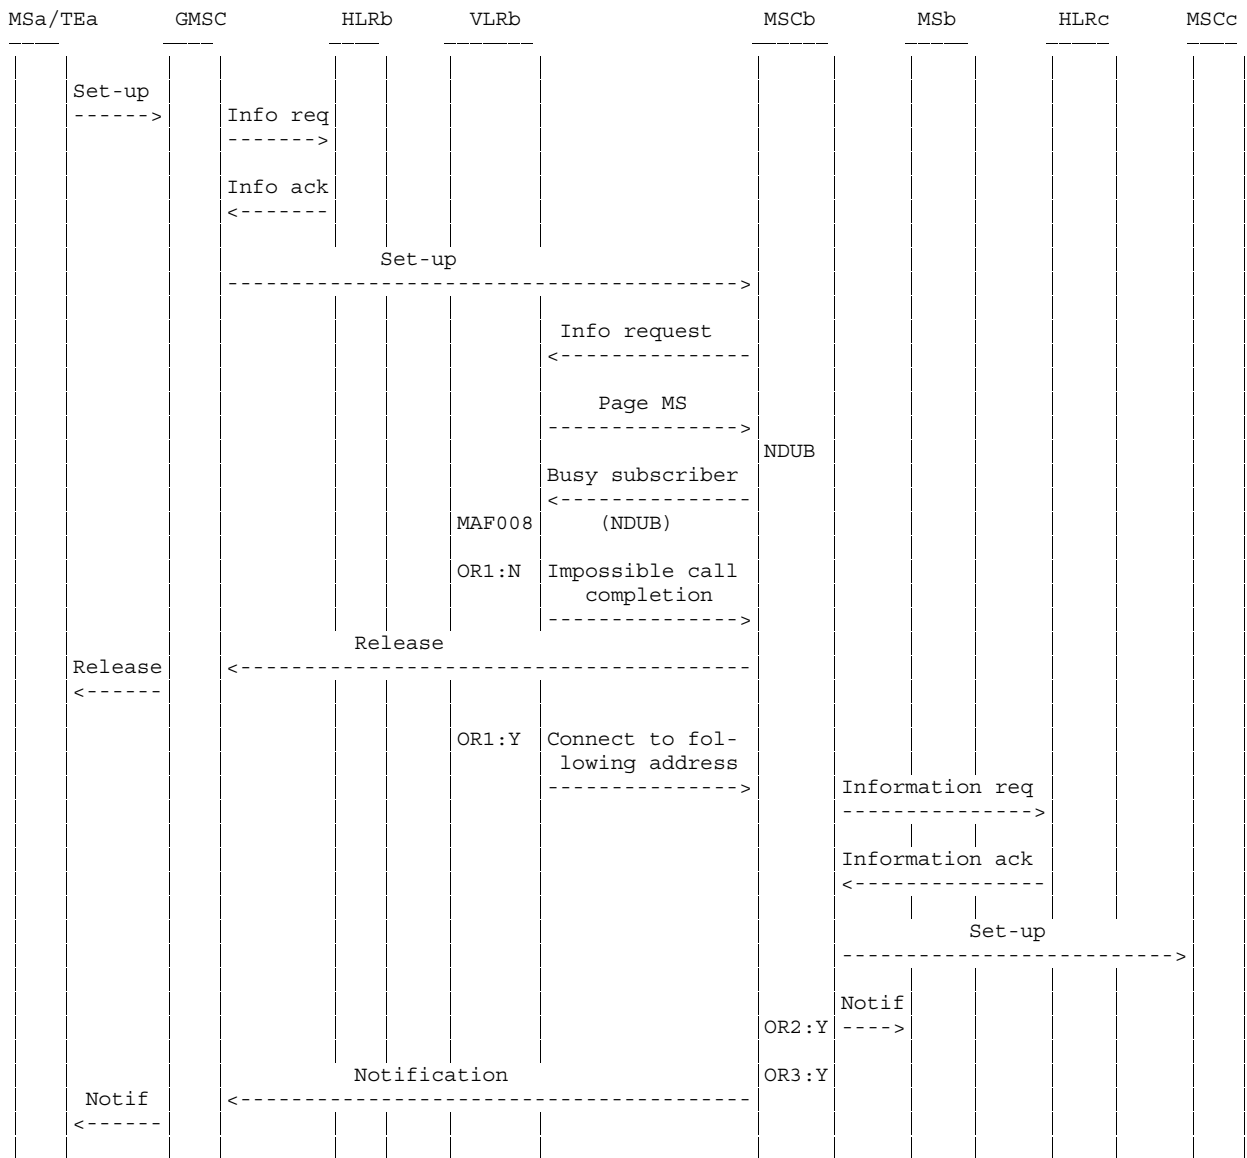 MSa/TEa GMSC HLRb VLRb MSCb MSb HLRc MSCc
Set-up
------> Info req
------->
Info ack
<-------
Set-up
---------------------------------------->
Info request
<---------------
Page MS
--------------->
NDUB
Busy subscriber
<---------------
MAF008 (NDUB)
OR1:N Impossible call
completion
--------------->
Release
Release <----------------------------------------
<------
OR1:Y Connect to fol-
lowing address
---------------> Information req
--------------->
Information ack
<---------------
Set-up
-------------------------->
Notif
OR2:Y ---->
Notification OR3:Y
Notif <----------------------------------------
<------